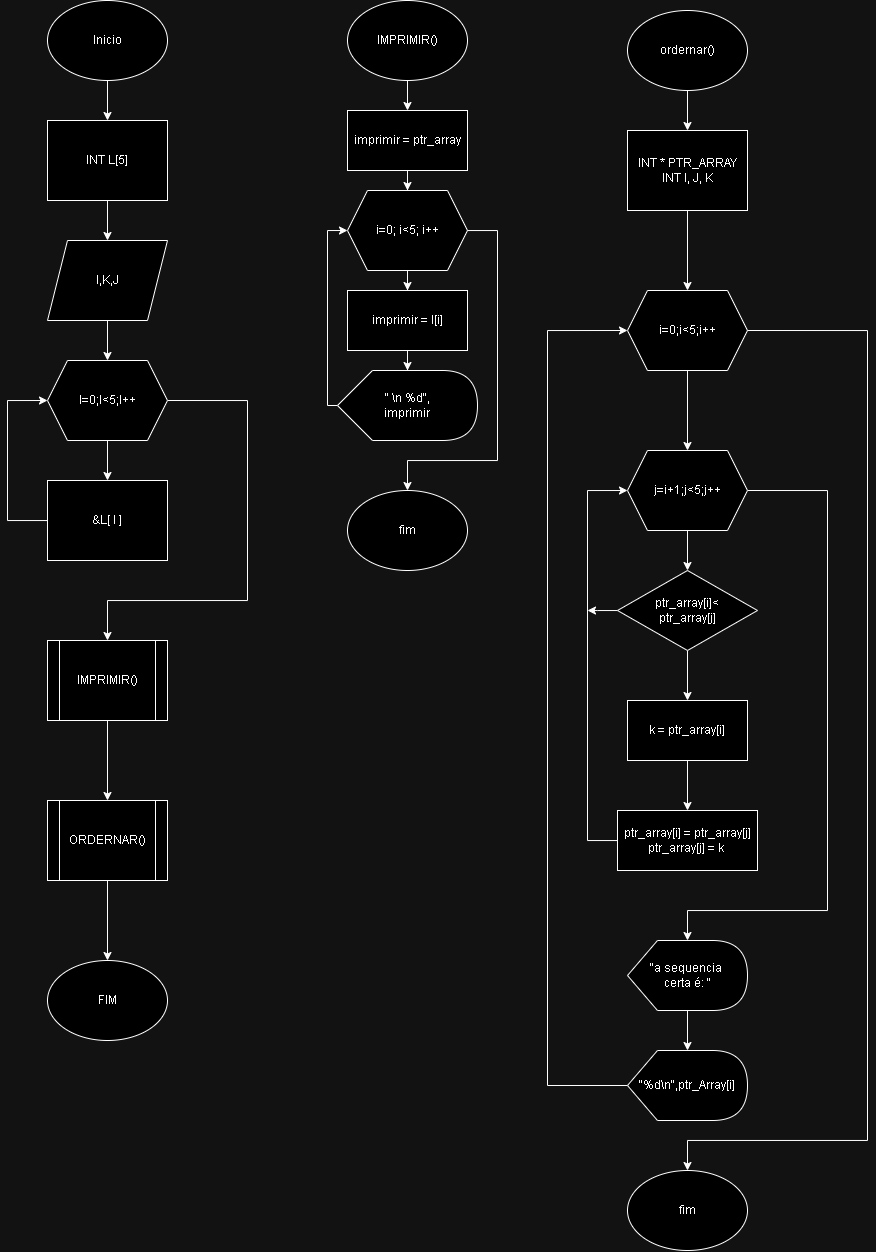 Inicio
INT L[5]
I,K,J
I=0;I<5;I++
&L[ I ]
IMPRIMIR()
ORDERNAR()
FIM
IMPRIMIR()
imprimir = ptr_array
i=0; i<5; i++
imprimir = l[i]
" \n %d",
imprimir
fim
ordernar()
INT * PTR_ARRAY
INT I, J, K
i=0;i<5;i++
j=i+1;j<5;j++
ptr_array[i]<
ptr_array[j]
k = ptr_array[i]
ptr_array[i] = ptr_array[j]
ptr_array[j] = k
"a sequencia
certa é: "
"%d\n",ptr_Array[i]
fim